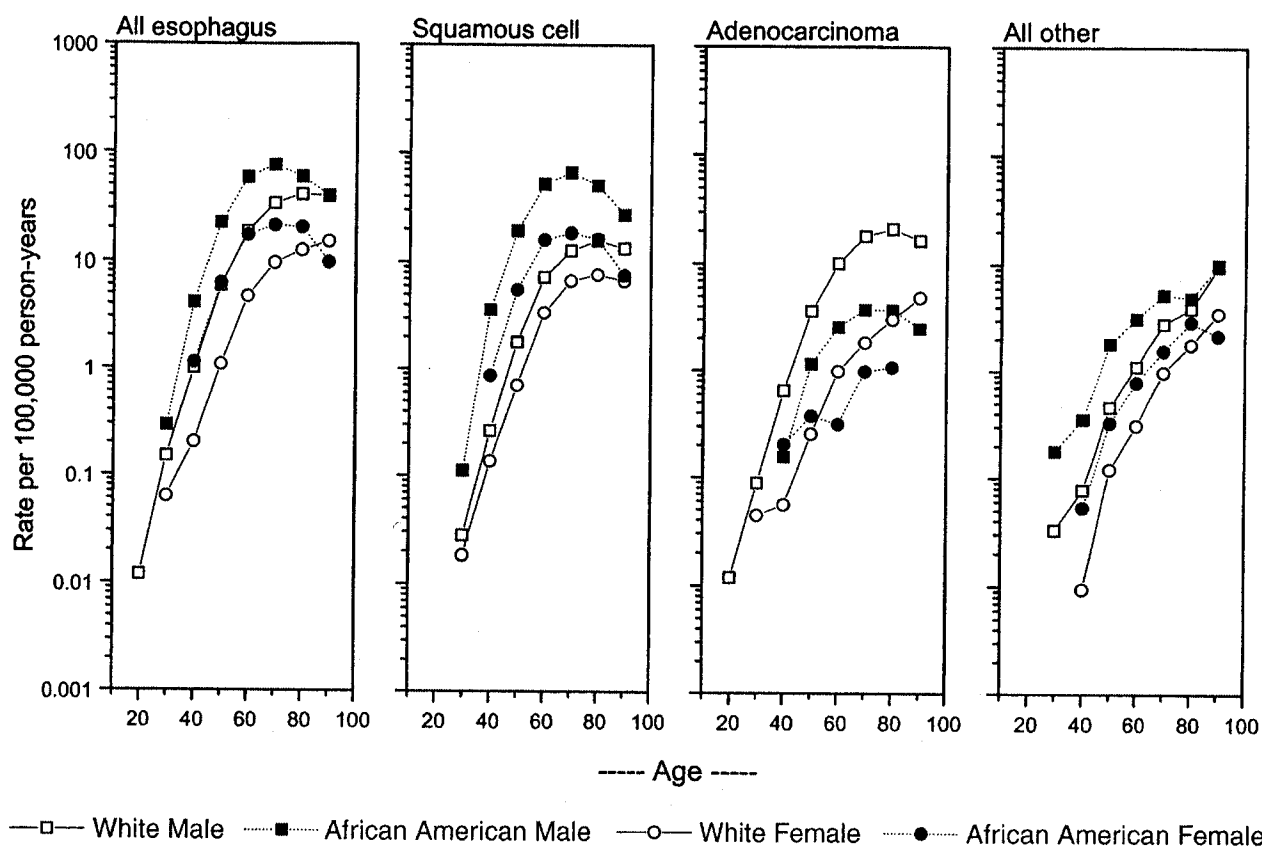 All esophagus
Squamous cell
Adenocarcinoma
All other
Rate per 100,000 person-years
1000
100
10
1
0.1
0.01
0.001
20 40 60 80 100
20 40 60 80 100
20 40 60 80 100
20 40 60 80 100
----- Age -----
White Male African American Male White Female African American Female